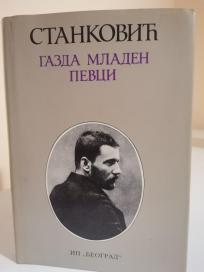 СТАНКОВИЋ
ГАЗДА МЛАДЕН
ПЕВЦИ
ИП „БЕОГРАД“